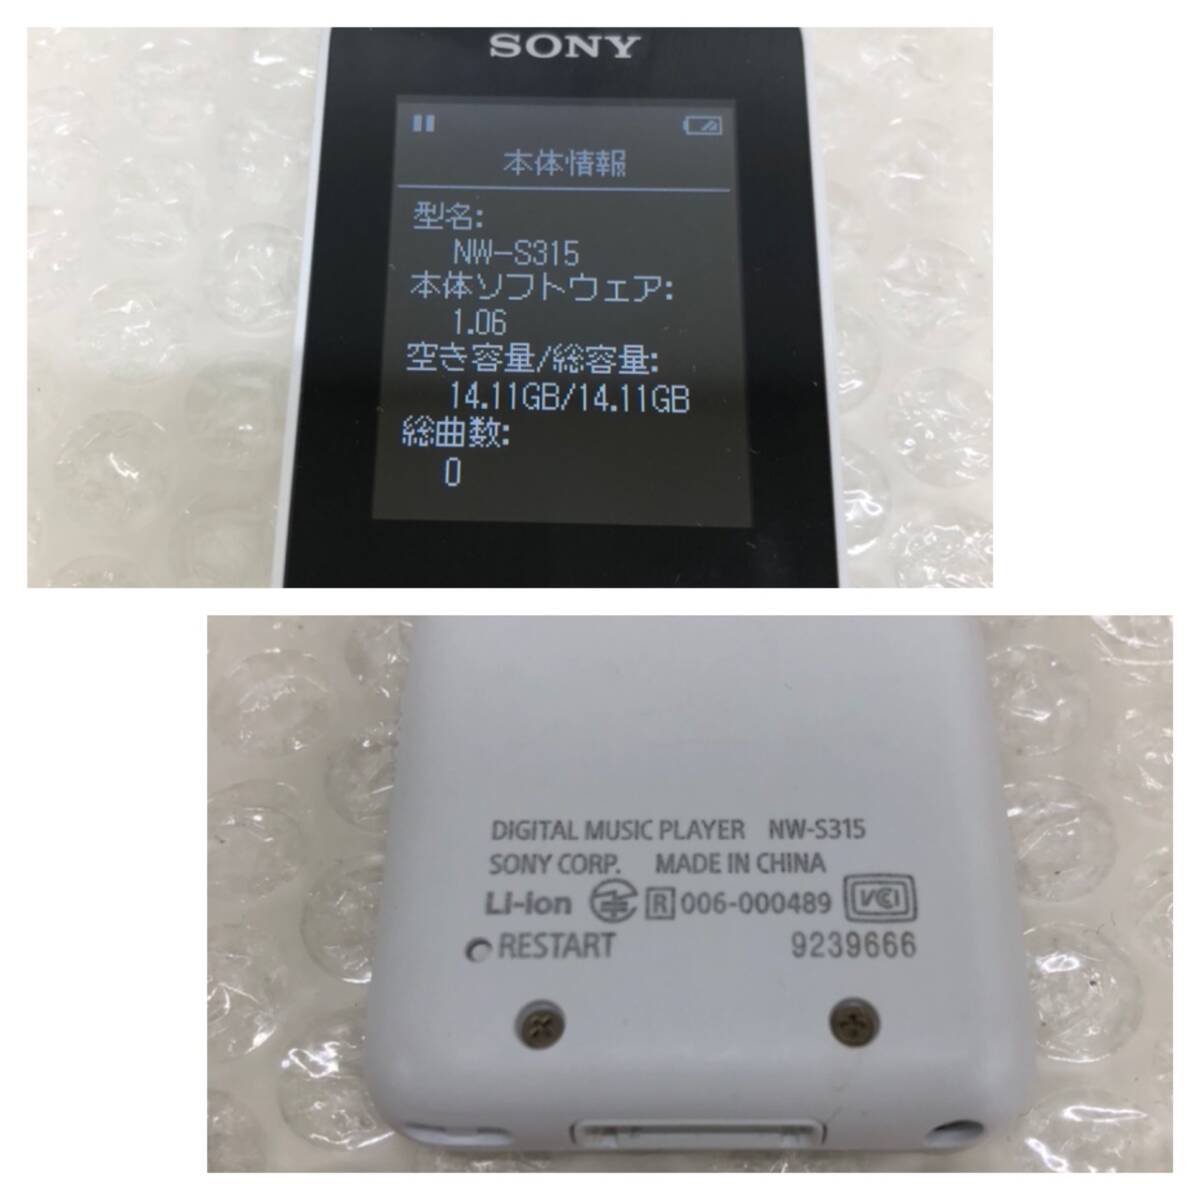 SONY
本体情報
型名:
NW-S315
本体ソフトウェア:
1.06
空き容量/総容量:
14.11GB/14.11GB
総曲数:
0
DIGITAL MUSIC PLAYER NW-S315
SONY CORP. MADE IN CHINA
Li-ion R 006-000489 VCCI
RESTART 9239666